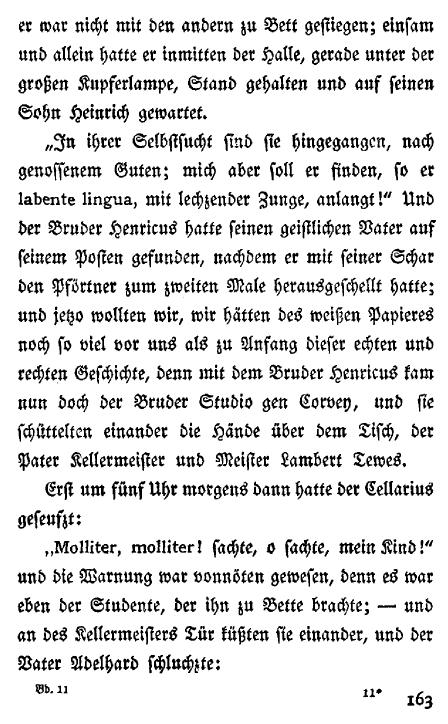 er war nicht mit den andern zu Bett gestiegen; einsam
und allein hatte er inmitten der Halle, gerade unter der
großen Kupferlampe, Stand gehalten und auf seinen
Sohn Heinrich gewartet.
„In ihrer Selbstsucht sind sie hingegangen, nach
genossenem Guten; mich aber soll er finden, so er
labente lingua, mit lechzender Zunge, anlangt!“ Und
der Bruder Henricus hatte seinen geistlichen Vater auf
seinem Posten gefunden, nachdem er mit seiner Schar
den Pförtner zum zweiten Male herausgeschellt hatte;
und jetzo wollten wir, wir hätten des weißen Papieres
noch so viel vor uns als zu Anfang dieser echten und
rechten Geschichte, denn mit dem Bruder Henricus kam
nun doch der Bruder Studio gen Corvey, und sie
schüttelten einander die Hände über dem Tisch, der
Pater Kellermeister und Meister Lambert Tewes.
Erst um fünf Uhr morgens dann hatte der Cellarius
geseufzt:
„Molliter, molliter! sachte, o sachte, mein Kind!“
und die Warnung war vonnöten gewesen, denn es war
eben der Studente, der ihn zu Bette brachte; — und
an des Kellermeisters Tür küßten sie einander, und der
Vater Adelhard schluchzte:
Bd. 11 11* 163